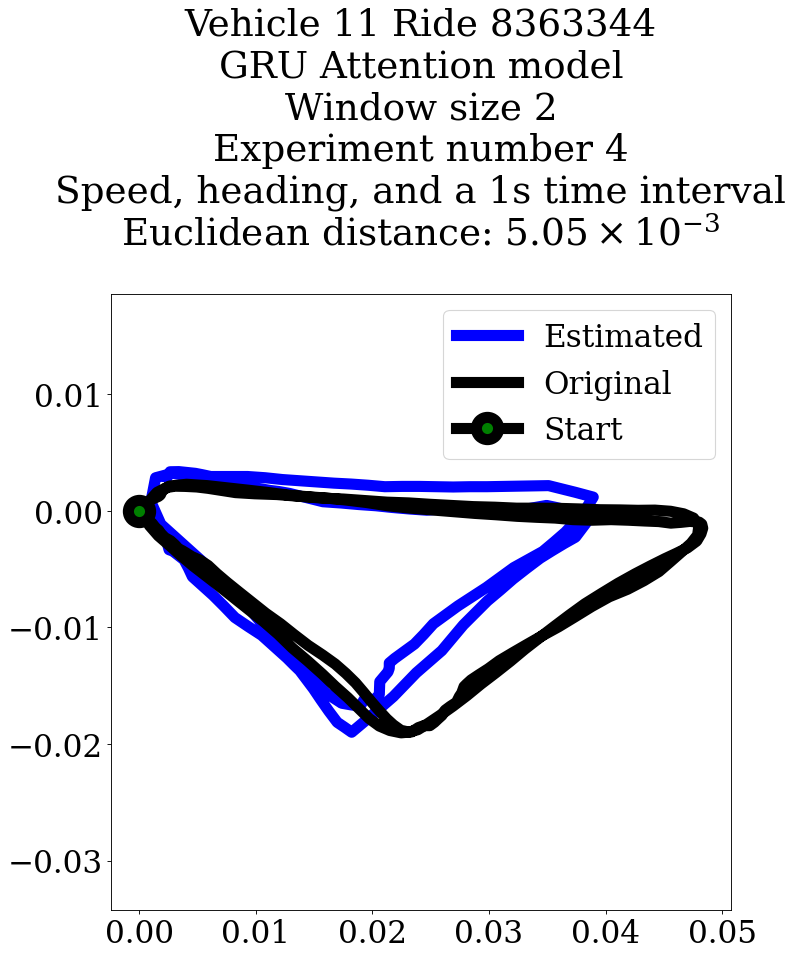 Vehicle 11 Ride 8363344
GRU Attention model
Window size 2
Experiment number 4
Speed, heading, and a 1s time interval
Euclidean distance: 5.05 × 10⁻³
Estimated
Original
Start
0.01
0.00
−0.01
−0.02
−0.03
0.00 0.01 0.02 0.03 0.04 0.05